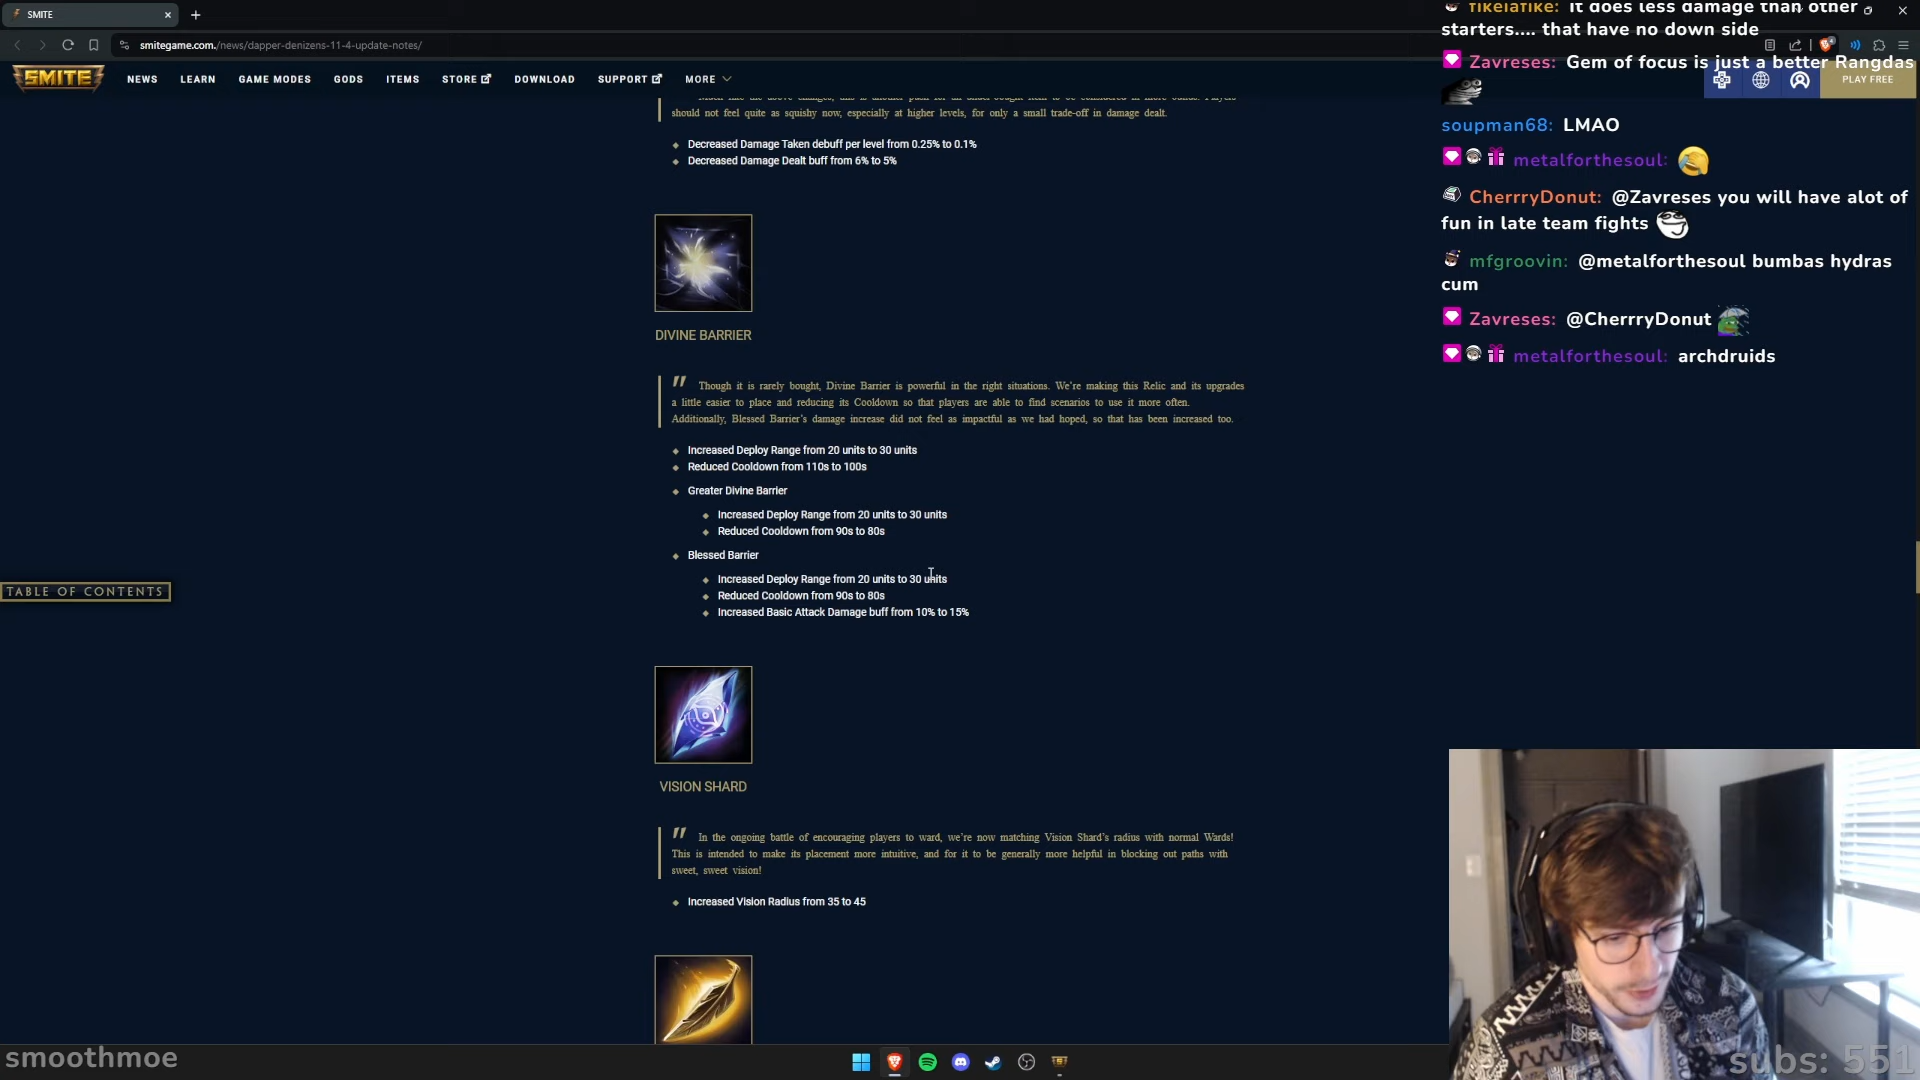 SMITE
smitegame.com/news/dapper-denizens-11-4-update-notes/
SMITE
NEWS LEARN GAME MODES GODS ITEMS STORE DOWNLOAD SUPPORT MORE
PLAY FREE
should not feel quite as squishy now, especially at higher levels, for only a small trade-off in damage dealt.
Decreased Damage Taken debuff per level from 0.25% to 0.1%
Decreased Damage Dealt buff from 6% to 5%
DIVINE BARRIER
" Though it is rarely bought, Divine Barrier is powerful in the right situations. We're making this Relic and its upgrades
a little easier to place and reducing its Cooldown so that players are able to find scenarios to use it more often.
Additionally, Blessed Barrier's damage increase did not feel as impactful as we had hoped, so that has been increased too.
Increased Deploy Range from 20 units to 30 units
Reduced Cooldown from 110s to 100s
Greater Divine Barrier
Increased Deploy Range from 20 units to 30 units
Reduced Cooldown from 90s to 80s
Blessed Barrier
Increased Deploy Range from 20 units to 30 units
Reduced Cooldown from 90s to 80s
Increased Basic Attack Damage buff from 10% to 15%
TABLE OF CONTENTS
VISION SHARD
" In the ongoing battle of encouraging players to ward, we're now matching Vision Shard's radius with normal Wards!
This is intended to make its placement more intuitive, and for it to be generally more helpful in blocking out paths with
sweet, sweet vision!
Increased Vision Radius from 35 to 45
fikelafike: It does less damage than other
starters.... that have no down side
Zavreses: Gem of focus is just a better Rangdas
soupman68: LMAO
metalforthesoul:
CherrryDonut: @Zavreses you will have alot of
fun in late team fights
mfgroovin: @metalforthesoul bumbas hydras
cum
Zavreses: @CherrryDonut
metalforthesoul: archdruids
smoothmoe
subs: 551